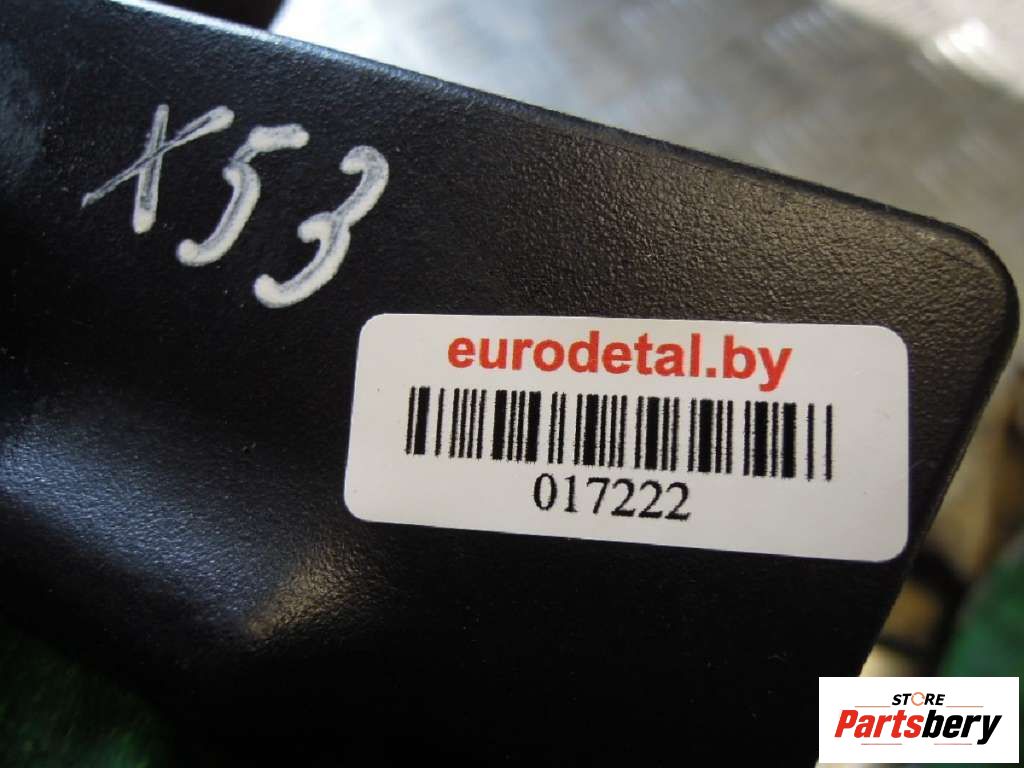 X53
eurodetal.by
017222
STORE
Partsbery